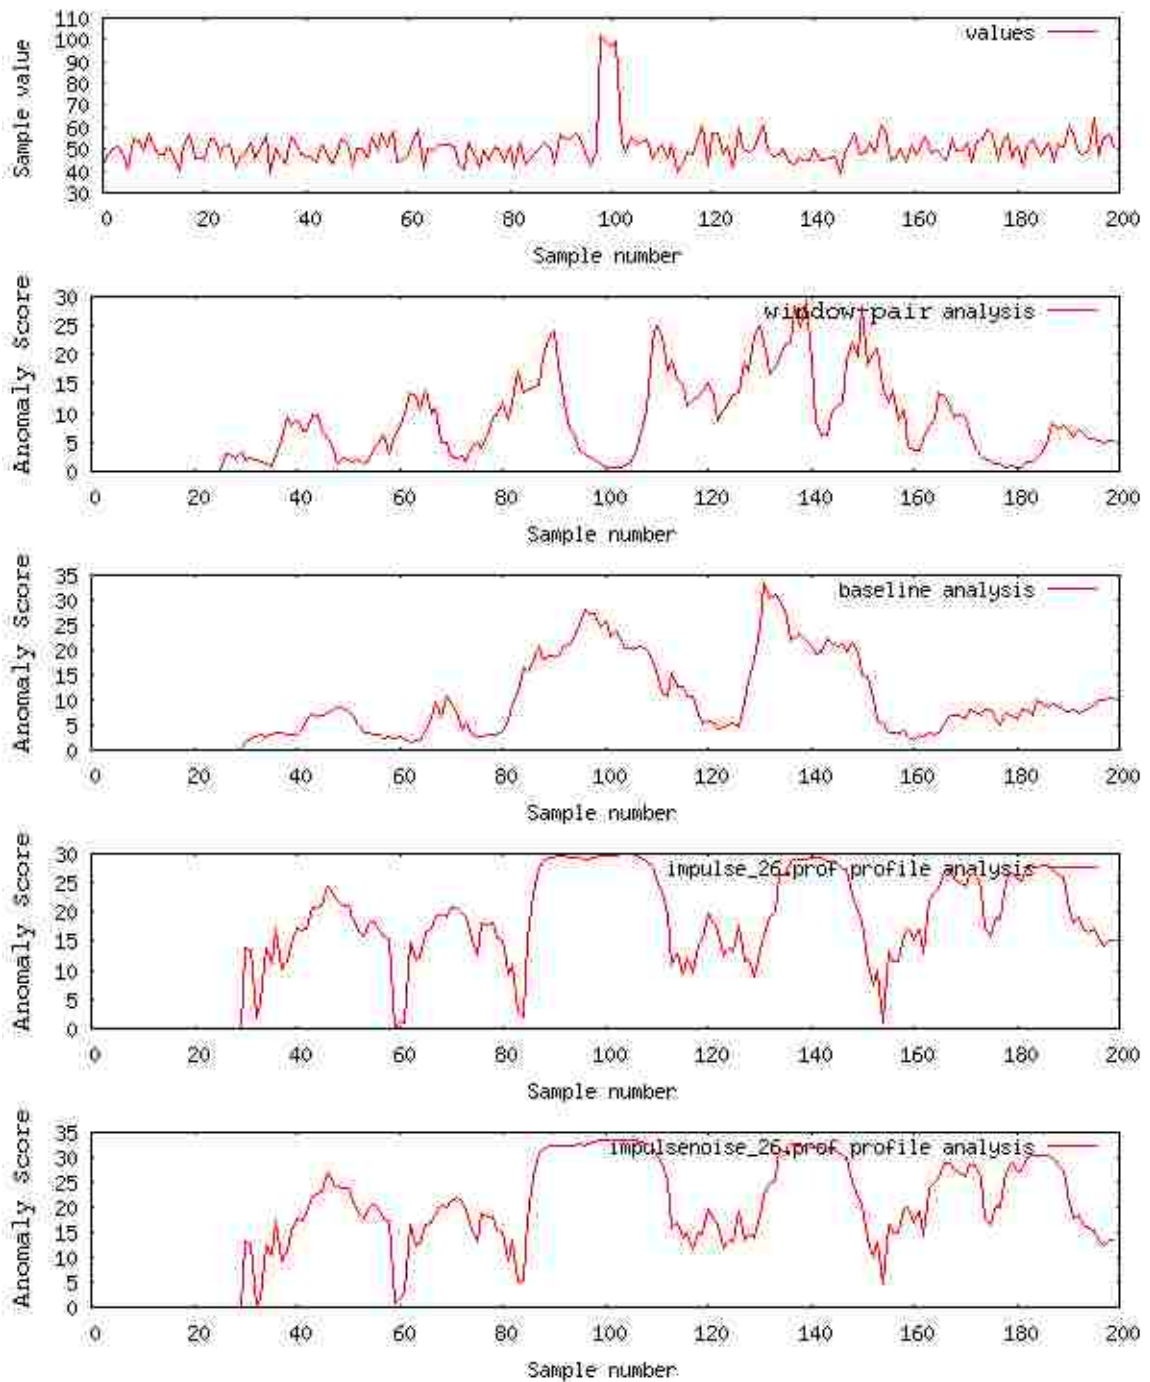 110
100
90
80
70
60
50
40
30
Sample value
values
0 20 40 60 80 100 120 140 160 180 200
Sample number
30
25
20
15
10
5
0
Anomaly Score
window-pair analysis
0 20 40 60 80 100 120 140 160 180 200
Sample number
35
30
25
20
15
10
5
0
Anomaly Score
baseline analysis
0 20 40 60 80 100 120 140 160 180 200
Sample number
30
25
20
15
10
5
0
Anomaly Score
impulse_26.prof profile analysis
0 20 40 60 80 100 120 140 160 180 200
Sample number
35
30
25
20
15
10
5
0
Anomaly Score
impulsenoise_26.prof profile analysis
0 20 40 60 80 100 120 140 160 180 200
Sample number